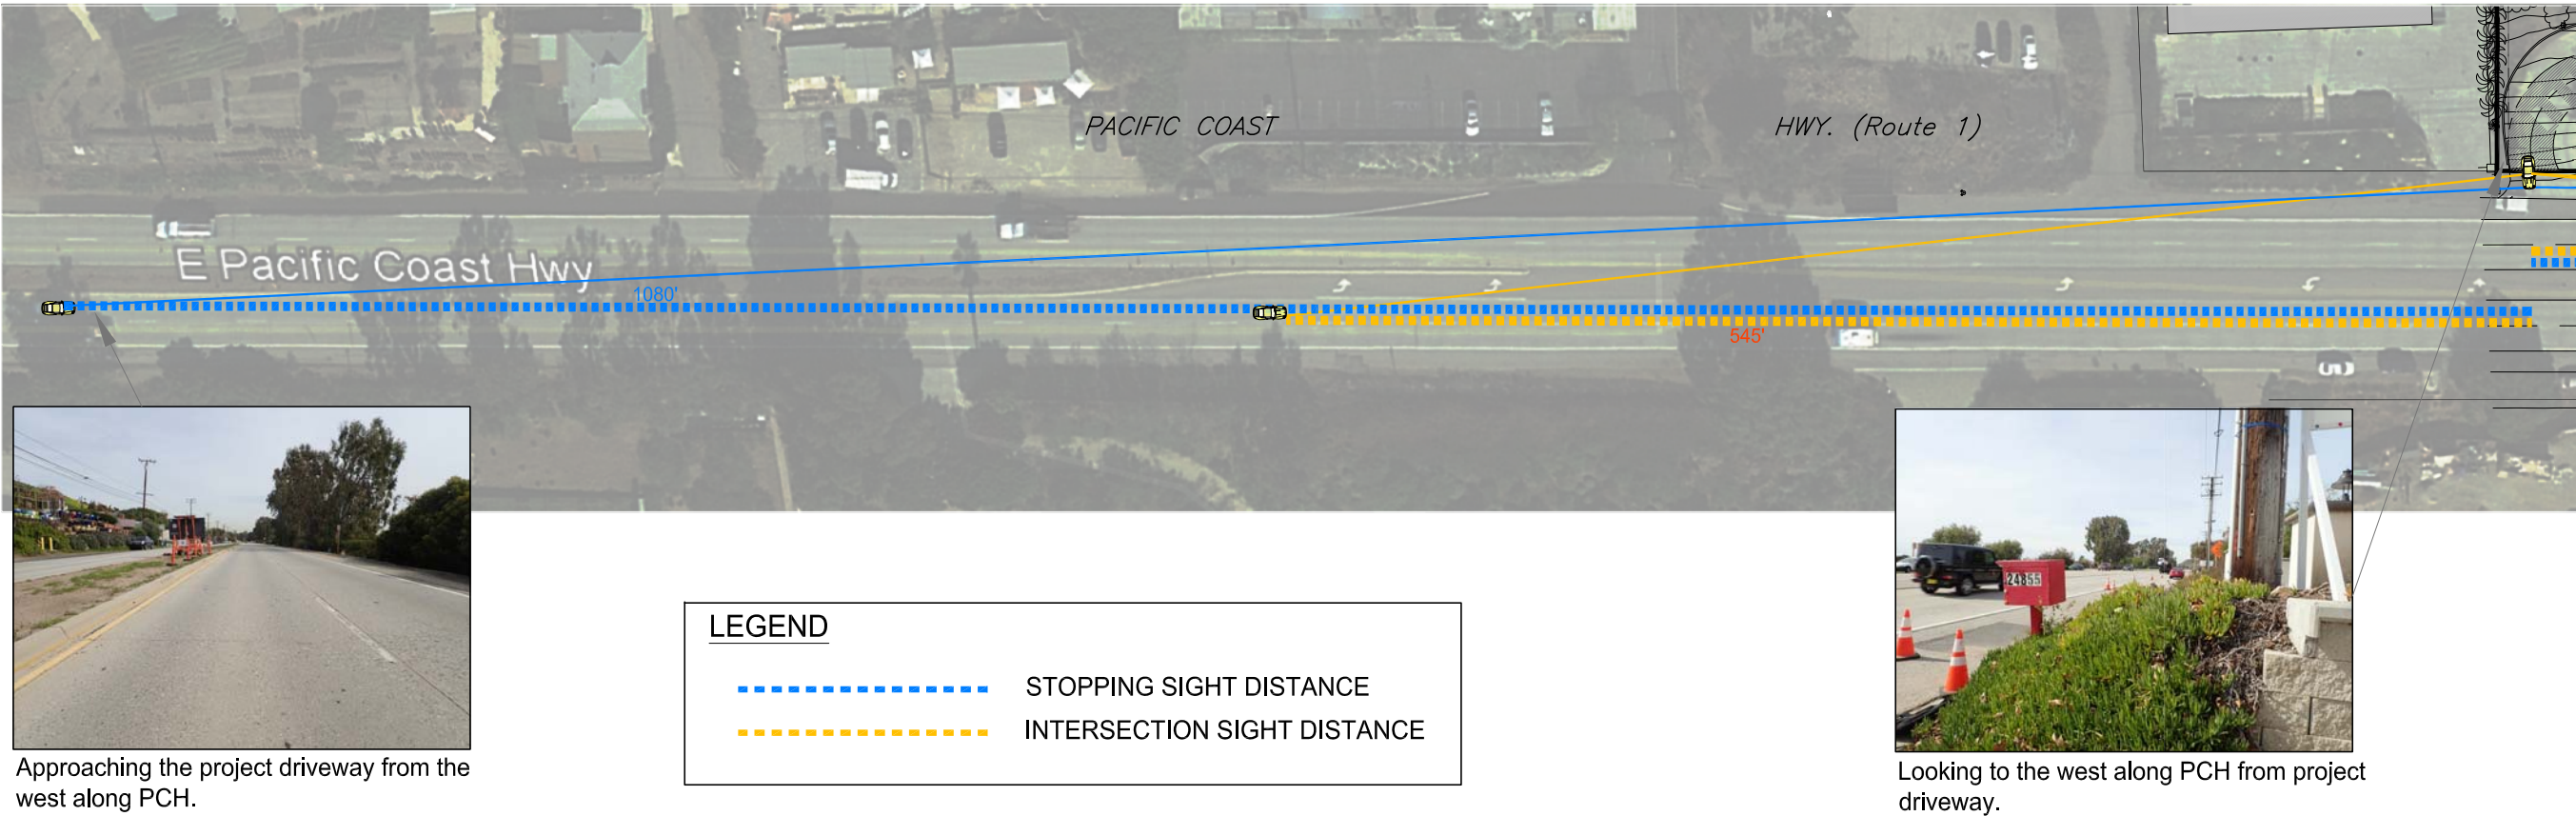 PACIFIC COAST
HWY. (Route 1)
E Pacific Coast Hwy
1080'
545'
24855
LEGEND
STOPPING SIGHT DISTANCE
INTERSECTION SIGHT DISTANCE
Approaching the project driveway from the
west along PCH.
Looking to the west along PCH from project
driveway.